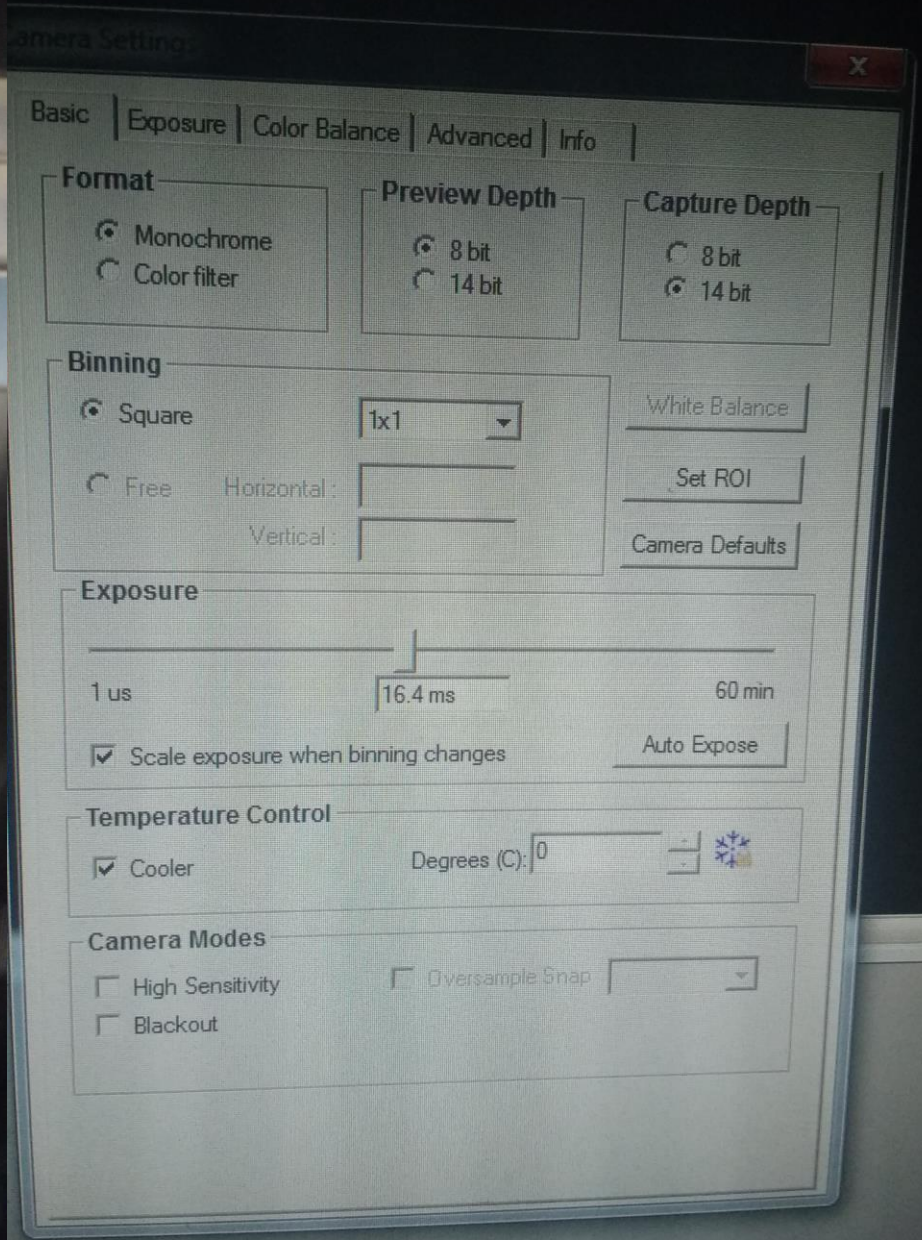 amera Setting
X
Basic Exposure Color Balance Advanced Info
Format
Monochrome
Color filter
Preview Depth
8 bit
14 bit
Capture Depth
8 bit
14 bit
Binning
Square 1x1
Free Horizontal :
Vertical :
White Balance
Set ROI
Camera Defaults
Exposure
1 us 16.4 ms 60 min
Scale exposure when binning changes
Auto Expose
Temperature Control
Cooler Degrees (C): 0
Camera Modes
High Sensitivity Oversample Snap
Blackout